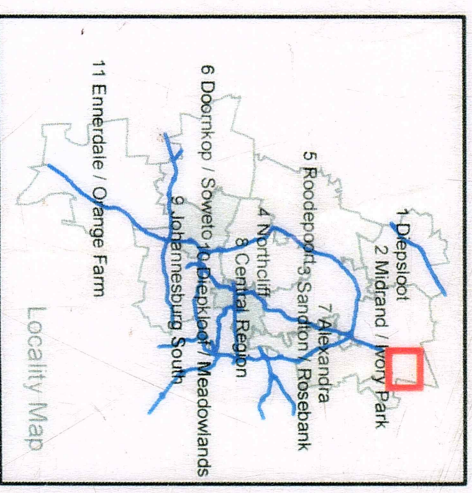 1 Diepsloot
2 Midrand / Ivory Park
7 Alexandra
5 Roodepoort
3 Sandton / Rosebank
4 Northcliff
8 Central Region
6 Doornkop / Soweto
10 Diepkloof / Meadowlands
9 Johannesburg South
11 Ennerdale / Orange Farm
Locality Map